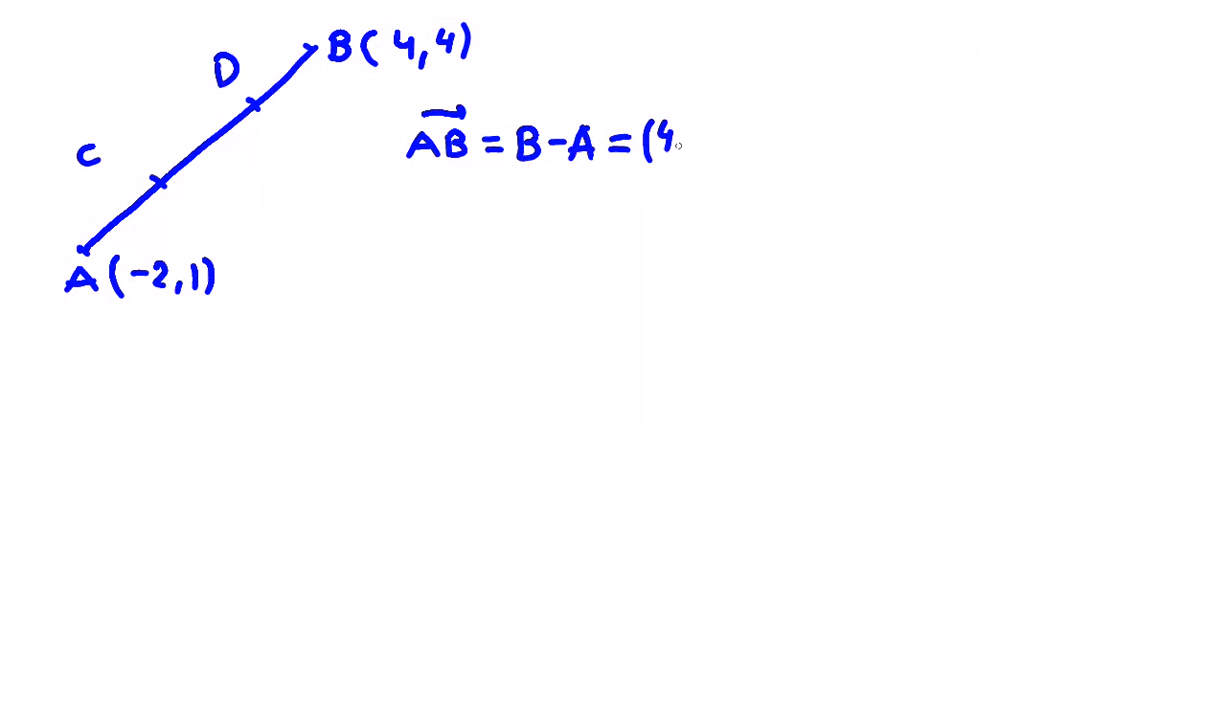 B(4,4)
D
AB = B-A = (4
C
A(-2,1)